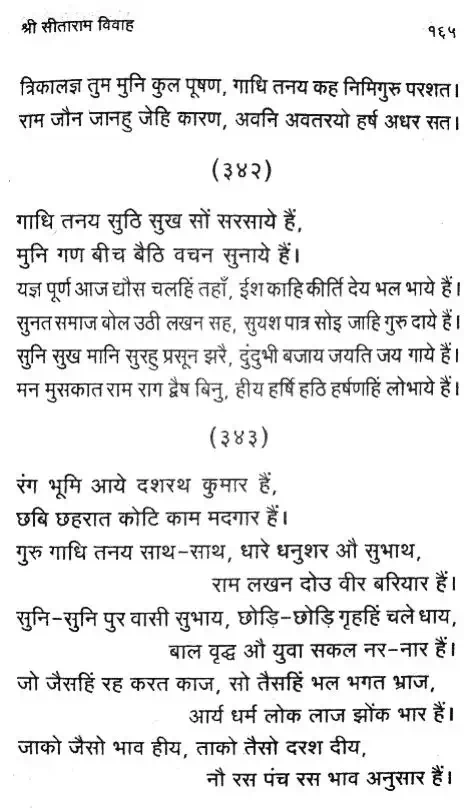 श्री सीताराम विवाह
१६५
त्रिकालज्ञ तुम मुनि कुल पूषण, गाधि तनय कह निमिगुरु परशत।
राम जौन जानहु जेहि कारण, अवनि अवतरयो हर्ष अधर सत।
(३४२)
गाधि तनय सुठि सुख सों सरसाये हैं,
मुनि गण बीच बैठि वचन सुनाये हैं।
यज्ञ पूर्ण आज द्यौस चलहिं तहाँ, ईश काहि कीर्ति देय भल भाये हैं।
सुनत समाज बोल उठी लखन सह, सुयश पात्र सोइ जाहि गुरु दाये हैं।
सुनि सुख मानि सुरहु प्रसून झरै, दुंदुभी बजाय जयति जय गाये हैं।
मन मुसकात राम राग द्वैष बिनु, हीय हर्षि हठि हर्षणहिं लोभाये हैं।
(३४३)
रंग भूमि आये दशरथ कुमार हैं,
छबि छहरात कोटि काम मदगार हैं।
गुरु गाधि तनय साथ-साथ, धारे धनुशर औ सुभाथ,
राम लखन दोउ वीर बरियार हैं।
सुनि-सुनि पुर वासी सुभाय, छोड़ि-छोड़ि गृहहिं चले धाय,
बाल वृद्ध औ युवा सकल नर-नार हैं।
जो जैसहिं रह करत काज, सो तैसहिं भल भगत भ्राज,
आर्य धर्म लोक लाज झोंक भार हैं।
जाको जैसो भाव हीय, ताको तैसो दरश दीय,
नौ रस पंच रस भाव अनुसार हैं।